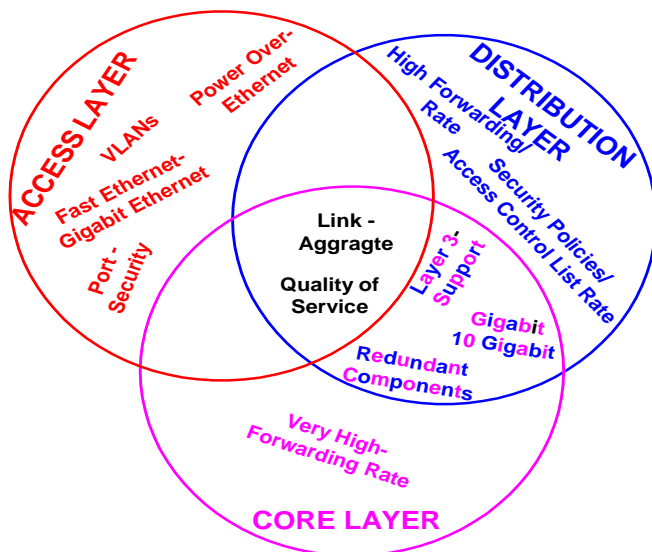 ACCESS LAYER
Power Over-
Ethernet
VLANs
Fast Ethernet-
Gigabit Ethernet
Port -
Security
DISTRIBUTION
LAYER
High Forwarding/
Rate
Security Policies/
Access Control List Rate
Link -
Aggragte
Quality of
Service
Layer 3-
Support
Gigabit
10 Gigabit
Redundant
Components
Very High-
Forwarding Rate
CORE LAYER